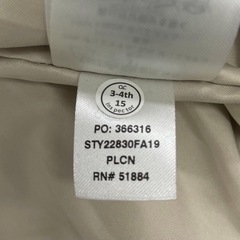 QC
3-4th
15
inspector
PO: 366316
STY22830FA19
PLCN
RN# 51884